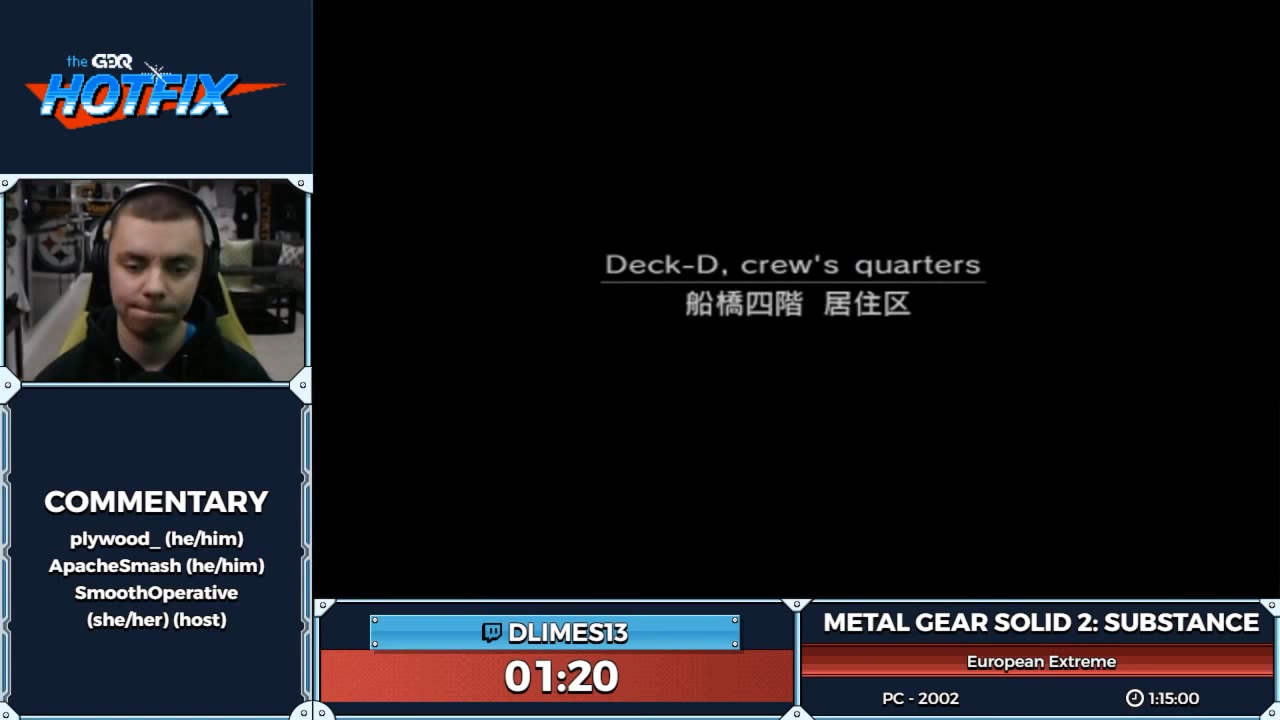 the GDQ
HOTFIX
Deck-D, crew's quarters
船橋四階 居住区
COMMENTARY
plywood_ (he/him)
ApacheSmash (he/him)
SmoothOperative
(she/her) (host)
DLIMES13
01:20
METAL GEAR SOLID 2: SUBSTANCE
European Extreme
PC - 2002
1:15:00